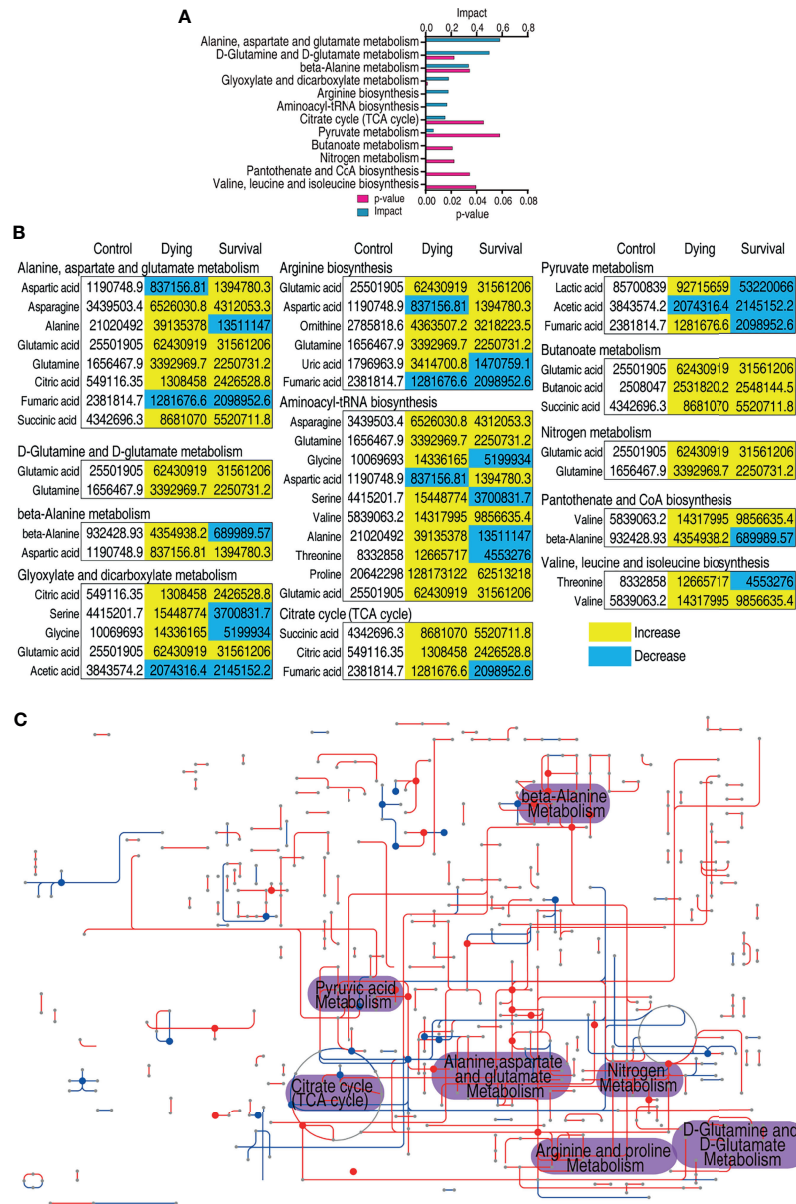 A
Impact
0.0 0.2 0.4 0.6 0.8
Alanine, aspartate and glutamate metabolism
D-Glutamine and D-glutamate metabolism
beta-Alanine metabolism
Glyoxylate and dicarboxylate metabolism
Arginine biosynthesis
Aminoacyl-tRNA biosynthesis
Citrate cycle (TCA cycle)
Pyruvate metabolism
Butanoate metabolism
Nitrogen metabolism
Pantothenate and CoA biosynthesis
Valine, leucine and isoleucine biosynthesis
0.0 0.02 0.04 0.06 0.08
p-value
p-value
Impact
B
Control Dying Survival
Alanine, aspartate and glutamate metabolism
Aspartic acid 1190748.9 837156.81 1394780.3
Asparagine 3439503.4 6526030.8 4312053.3
Alanine 21020492 39135378 13511147
Glutamic acid 25501905 62430919 31561206
Glutamine 1656467.9 3392969.7 2250731.2
Citric acid 549116.35 1308458 2426528.8
Fumaric acid 2381814.7 1281676.6 2098952.6
Succinic acid 4342696.3 8681070 5520711.8
D-Glutamine and D-glutamate metabolism
Glutamic acid 25501905 62430919 31561206
Glutamine 1656467.9 3392969.7 2250731.2
beta-Alanine metabolism
beta-Alanine 932428.93 4354938.2 689989.57
Aspartic acid 1190748.9 837156.81 1394780.3
Glyoxylate and dicarboxylate metabolism
Citric acid 549116.35 1308458 2426528.8
Serine 4415201.7 15448774 3700831.7
Glycine 10069693 14336165 5199934
Glutamic acid 25501905 62430919 31561206
Acetic acid 3843574.2 2074316.4 2145152.2
Control Dying Survival
Arginine biosynthesis
Glutamic acid 25501905 62430919 31561206
Aspartic acid 1190748.9 837156.81 1394780.3
Ornithine 2785818.6 4363507.2 3218223.5
Glutamine 1656467.9 3392969.7 2250731.2
Uric acid 1796963.9 3414700.8 1470759.1
Fumaric acid 2381814.7 1281676.6 2098952.6
Aminoacyl-tRNA biosynthesis
Asparagine 3439503.4 6526030.8 4312053.3
Glutamine 1656467.9 3392969.7 2250731.2
Glycine 10069693 14336165 5199934
Aspartic acid 1190748.9 837156.81 1394780.3
Serine 4415201.7 15448774 3700831.7
Valine 5839063.2 14317995 9856635.4
Alanine 21020492 39135378 13511147
Threonine 8332858 12665717 4553276
Proline 20642298 128173122 62513218
Glutamic acid 25501905 62430919 31561206
Citrate cycle (TCA cycle)
Succinic acid 4342696.3 8681070 5520711.8
Citric acid 549116.35 1308458 2426528.8
Fumaric acid 2381814.7 1281676.6 2098952.6
Control Dying Survival
Pyruvate metabolism
Lactic acid 85700839 92715659 53220066
Acetic acid 3843574.2 2074316.4 2145152.2
Fumaric acid 2381814.7 1281676.6 2098952.6
Butanoate metabolism
Glutamic acid 25501905 62430919 31561206
Butanoic acid 2508047 2531820.2 2548144.5
Succinic acid 4342696.3 8681070 5520711.8
Nitrogen metabolism
Glutamic acid 25501905 62430919 31561206
Glutamine 1656467.9 3392969.7 2250731.2
Pantothenate and CoA biosynthesis
Valine 5839063.2 14317995 9856635.4
beta-Alanine 932428.93 4354938.2 689989.57
Valine, leucine and isoleucine biosynthesis
Threonine 8332858 12665717 4553276
Valine 5839063.2 14317995 9856635.4
Increase
Decrease
C
beta-Alanine
Metabolism
Pyruvic acid
Metabolism
Citrate cycle
(TCA cycle)
Alanine,aspartate
and glutamate
Metabolism
Nitrogen
Metabolism
Arginine and proline
Metabolism
D-Glutamine and
D-Glutamate
Metabolism